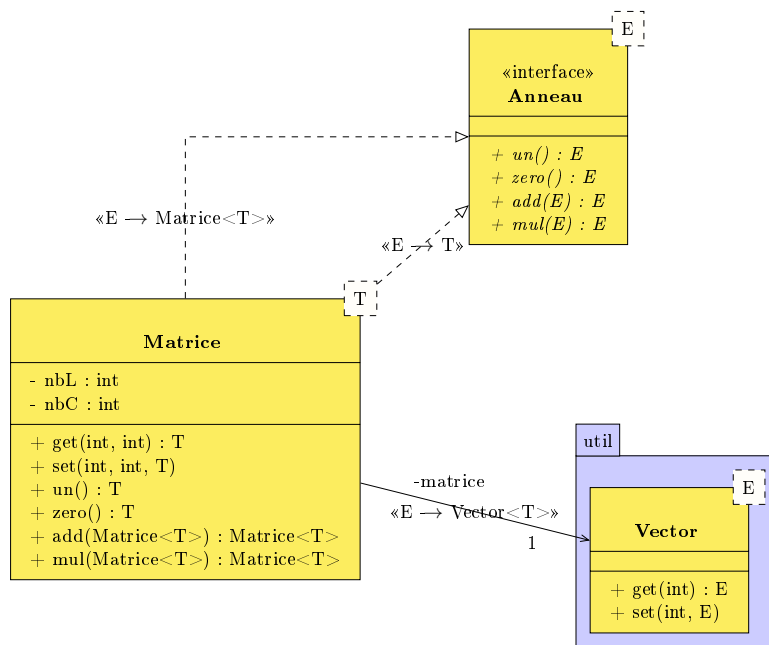 E
«interface»
Anneau
+ un() : E
+ zero() : E
+ add(E) : E
+ mul(E) : E
«E → Matrice<T>»
«E → T»
T
Matrice
- nbL : int
- nbC : int
+ get(int, int) : T
+ set(int, int, T)
+ un() : T
+ zero() : T
+ add(Matrice<T>) : Matrice<T>
+ mul(Matrice<T>) : Matrice<T>
-matrice
«E → Vector<T>»
1
util
E
Vector
+ get(int) : E
+ set(int, E)